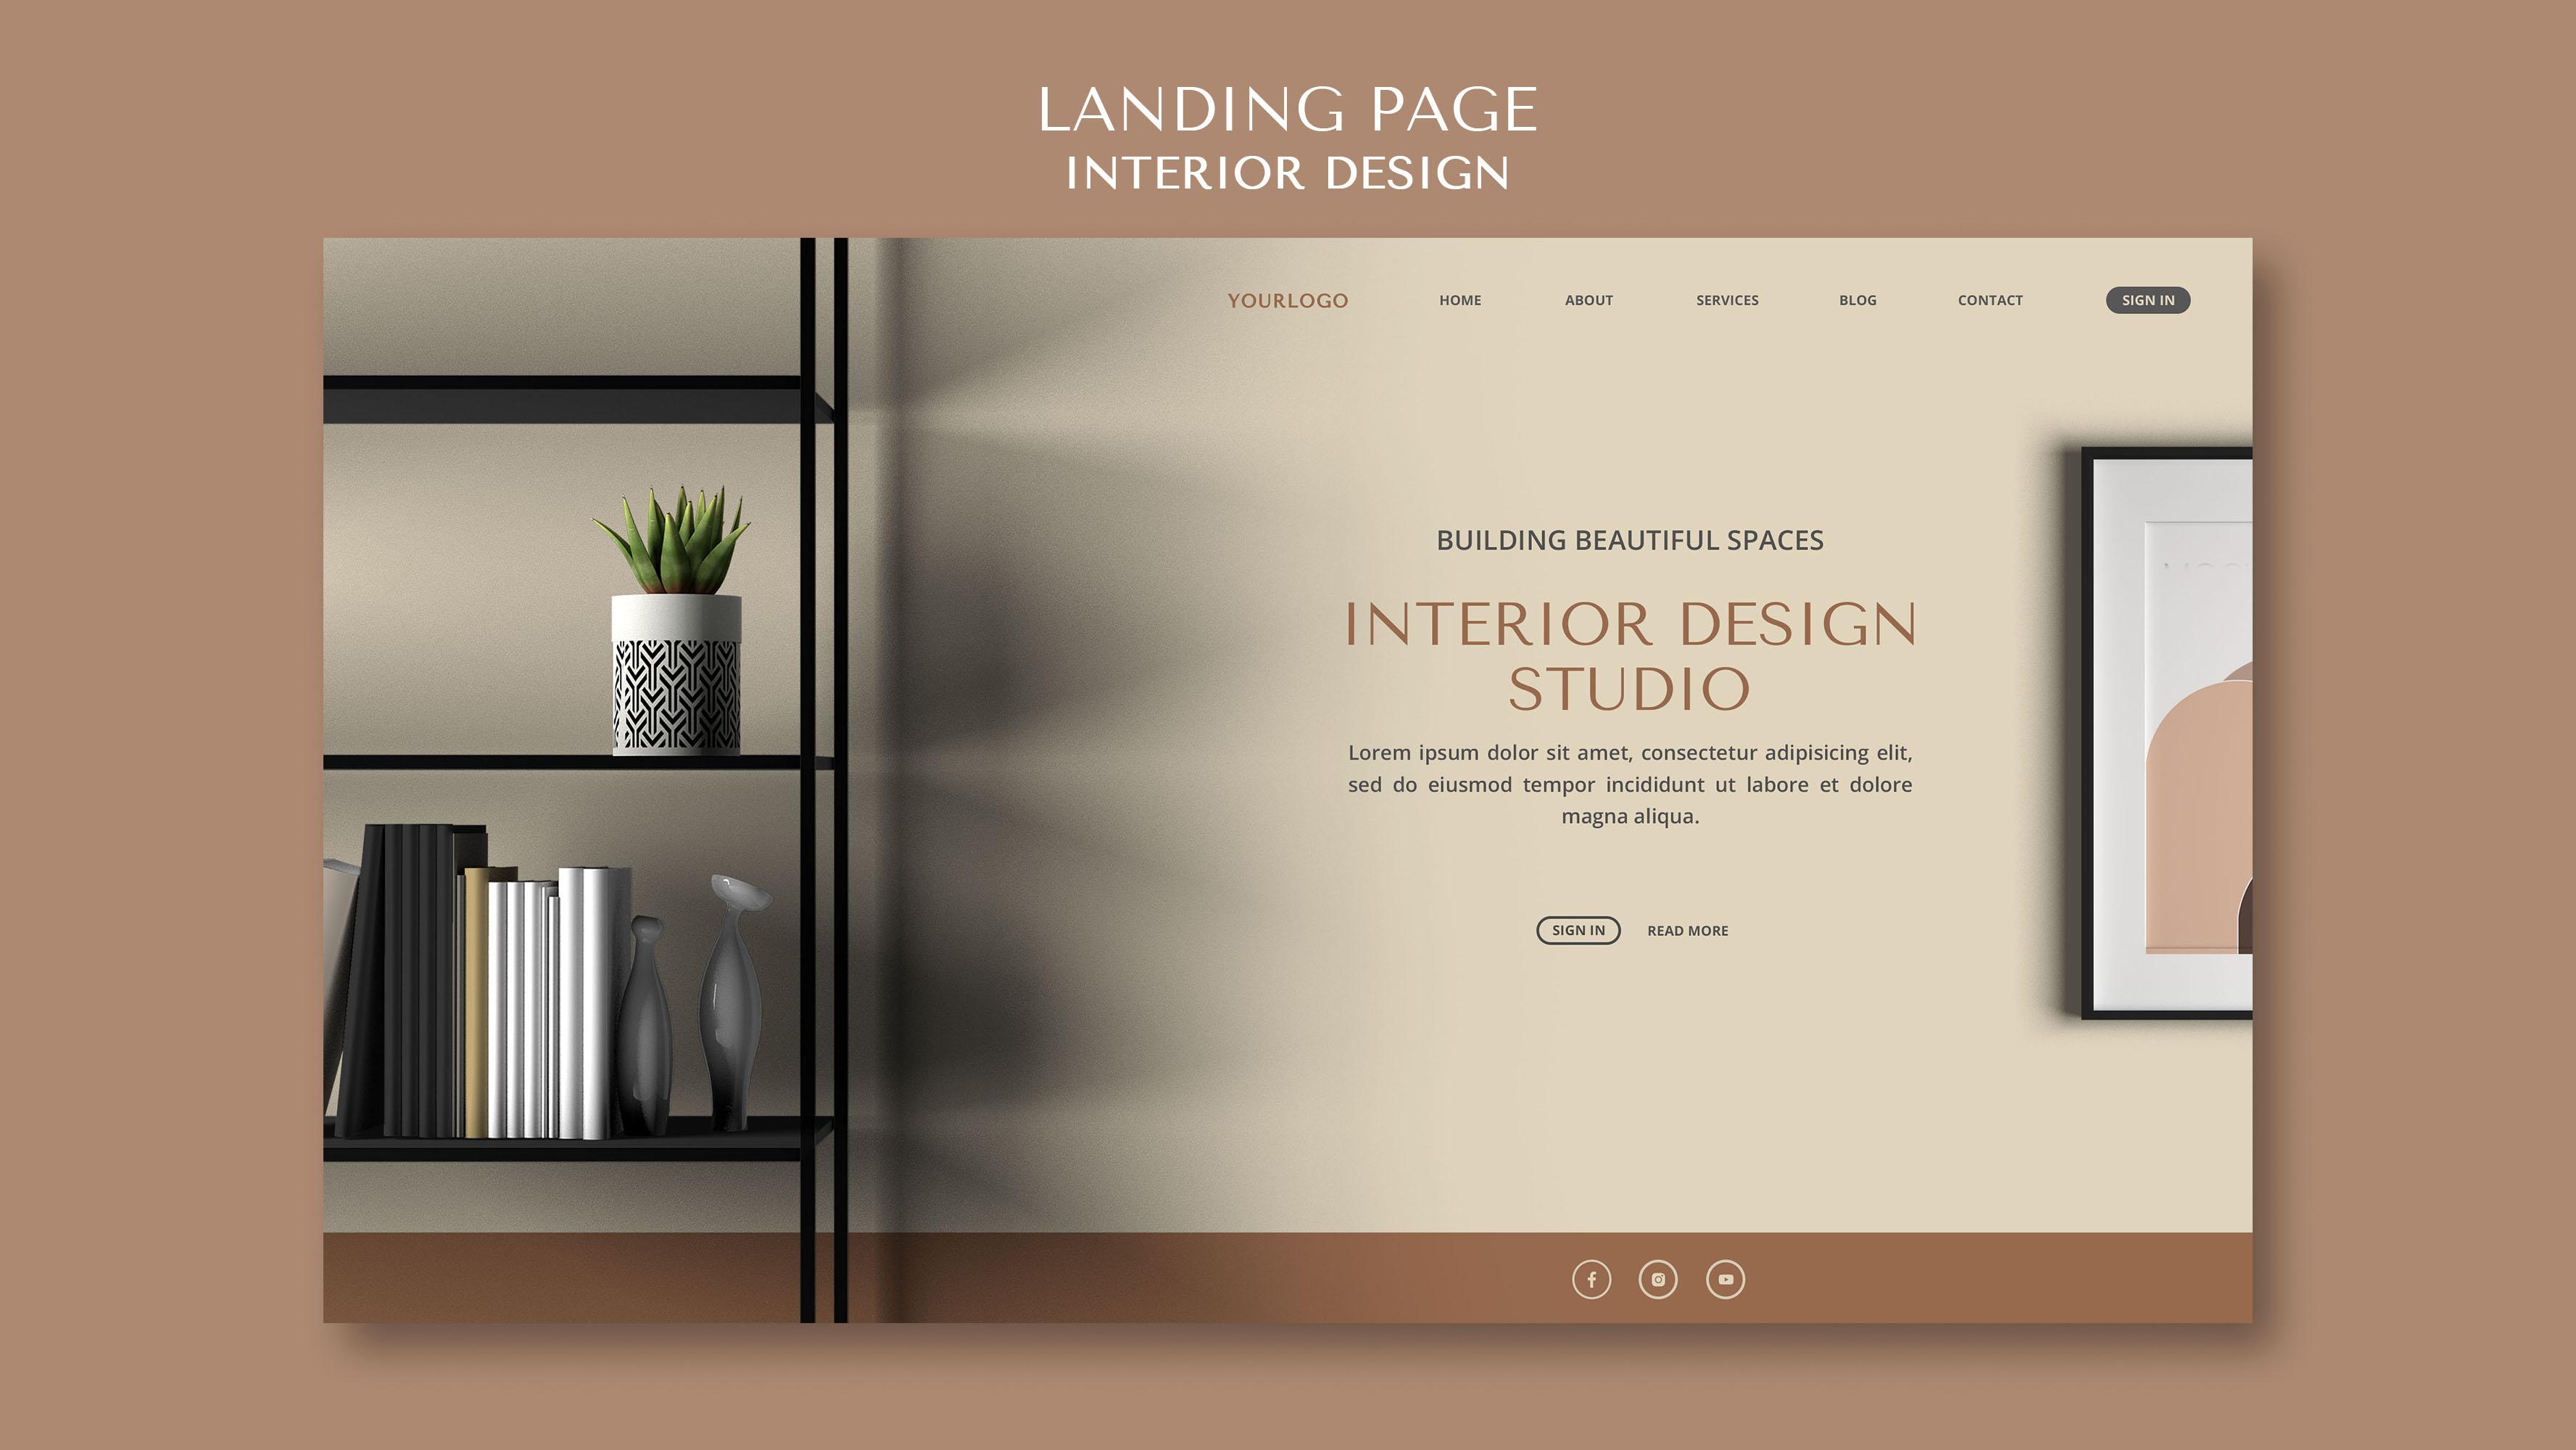 LANDING PAGE
INTERIOR DESIGN
YOURLOGO
HOME
ABOUT
SERVICES
BLOG
CONTACT
SIGN IN
BUILDING BEAUTIFUL SPACES
INTERIOR DESIGN
STUDIO
Lorem ipsum dolor sit amet, consectetur adipisicing elit,
sed do eiusmod tempor incididunt ut labore et dolore
magna aliqua.
SIGN IN
READ MORE